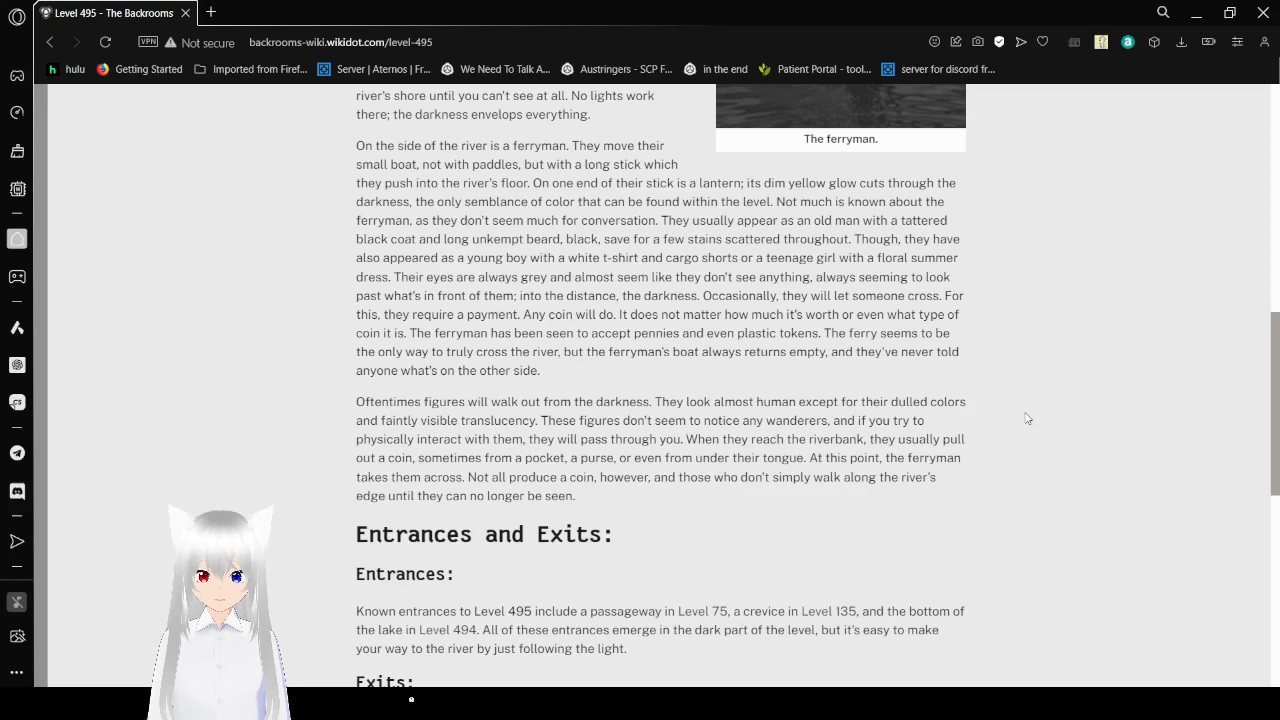 Level 495 - The Backrooms
VPN
Not secure
backrooms-wiki.wikidot.com/level-495
hulu
Getting Started
Imported from Firef...
Server | Aternos | Fr...
We Need To Talk A...
Austringers - SCP F...
in the end
Patient Portal - tool...
server for discord fr...
river's shore until you can't see at all. No lights work
there; the darkness envelops everything.
The ferryman.
On the side of the river is a ferryman. They move their
small boat, not with paddles, but with a long stick which
they push into the river's floor. On one end of their stick is a lantern; its dim yellow glow cuts through the
darkness, the only semblance of color that can be found within the level. Not much is known about the
ferryman, as they don't seem much for conversation. They usually appear as an old man with a tattered
black coat and long unkempt beard, black, save for a few stains scattered throughout. Though, they have
also appeared as a young boy with a white t-shirt and cargo shorts or a teenage girl with a floral summer
dress. Their eyes are always grey and almost seem like they don't see anything, always seeming to look
past what's in front of them; into the distance, the darkness. Occasionally, they will let someone cross. For
this, they require a payment. Any coin will do. It does not matter how much it's worth or even what type of
coin it is. The ferryman has been seen to accept pennies and even plastic tokens. The ferry seems to be
the only way to truly cross the river, but the ferryman's boat always returns empty, and they've never told
anyone what's on the other side.
Oftentimes figures will walk out from the darkness. They look almost human except for their dulled colors
and faintly visible translucency. These figures don't seem to notice any wanderers, and if you try to
physically interact with them, they will pass through you. When they reach the riverbank, they usually pull
out a coin, sometimes from a pocket, a purse, or even from under their tongue. At this point, the ferryman
takes them across. Not all produce a coin, however, and those who don't simply walk along the river's
edge until they can no longer be seen.
Entrances and Exits:
Entrances:
Known entrances to Level 495 include a passageway in Level 75, a crevice in Level 135, and the bottom of
the lake in Level 494. All of these entrances emerge in the dark part of the level, but it's easy to make
your way to the river by just following the light.
Exits: